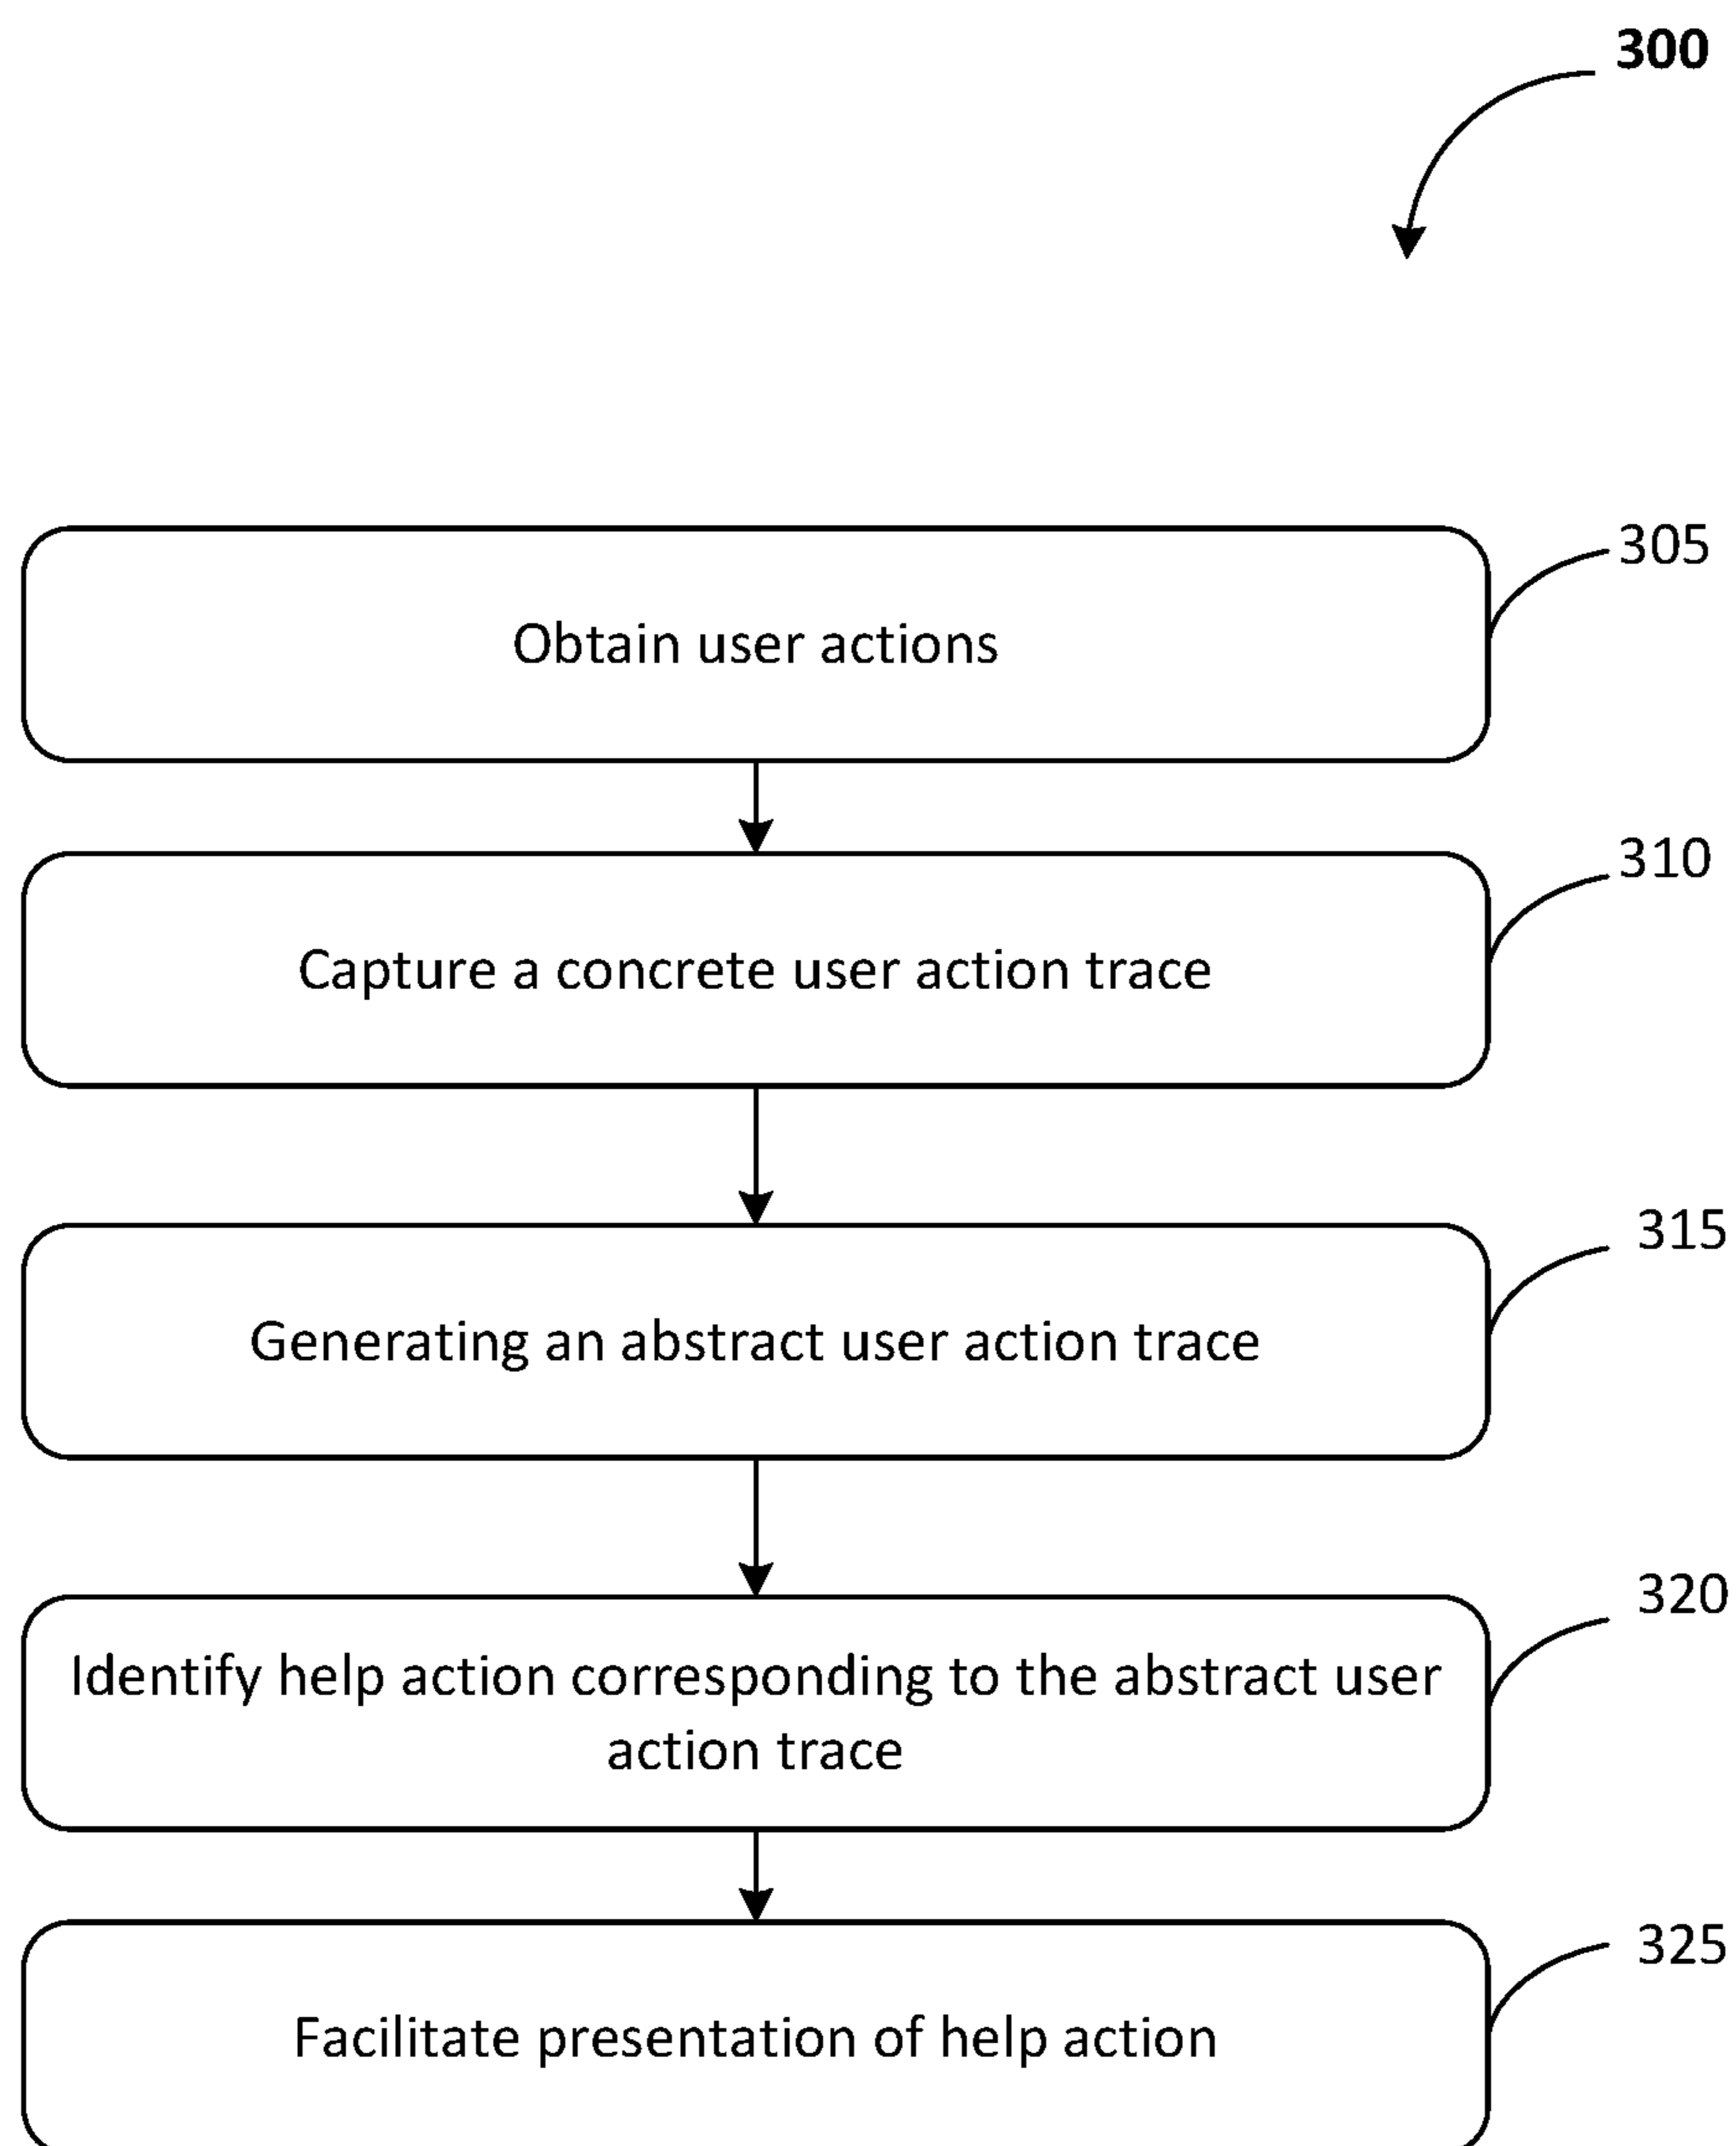 300
305
Obtain user actions
310
Capture a concrete user action trace
315
Generating an abstract user action trace
320
Identify help action corresponding to the abstract user
action trace
325
Facilitate presentation of help action